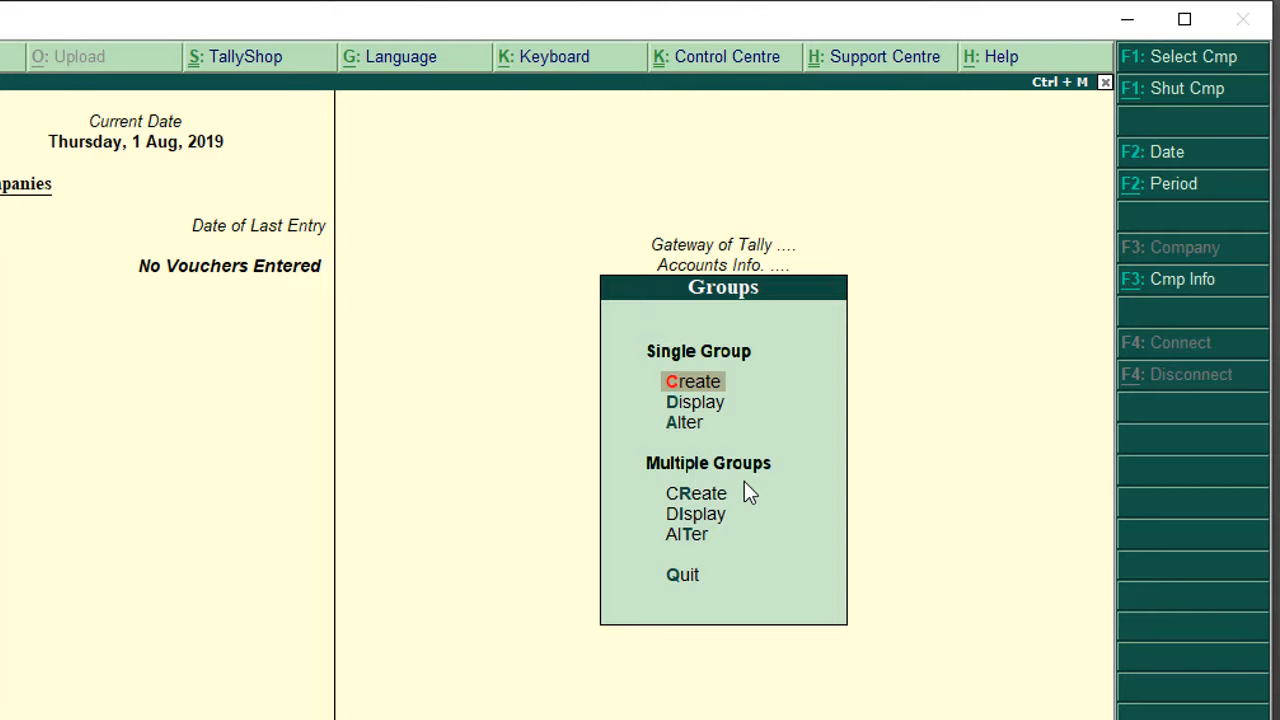 O: Upload
S: TallyShop
G: Language
K: Keyboard
K: Control Centre
H: Support Centre
H: Help
Ctrl + M
Current Date
Thursday, 1 Aug, 2019
panies
Date of Last Entry
No Vouchers Entered
Gateway of Tally ....
Accounts Info. ....
Groups
Single Group
Create
Display
Alter
Multiple Groups
CReate
DIsplay
AlTer
Quit
F1: Select Cmp
F1: Shut Cmp
F2: Date
F2: Period
F3: Company
F3: Cmp Info
F4: Connect
F4: Disconnect